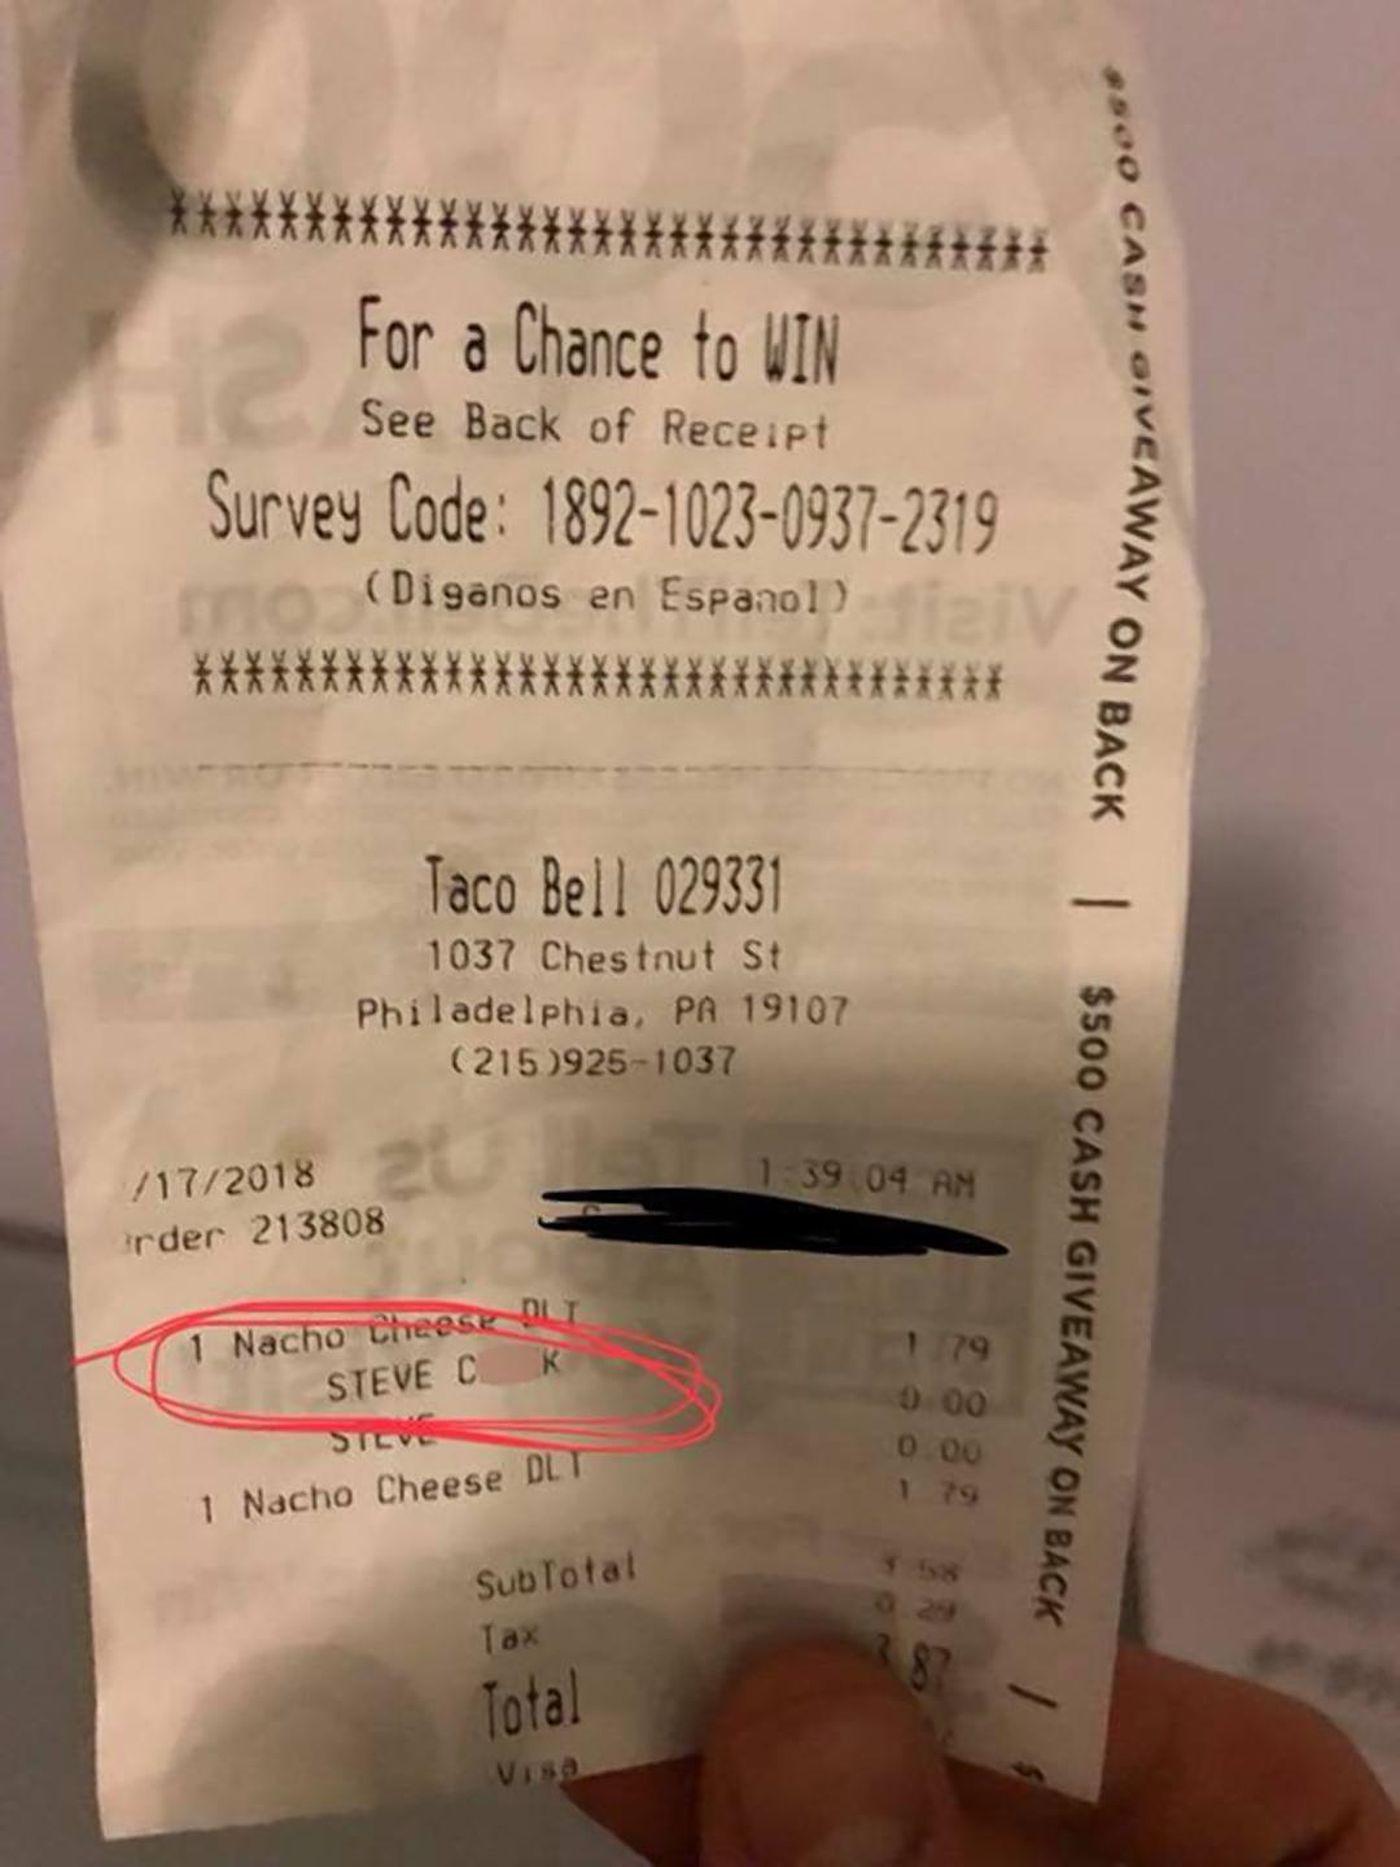 *********************************
For a Chance to WIN
See Back of Receipt
Survey Code: 1892-1023-0937-2319
(Diganos en Espanol)
*********************************
Taco Bell 029331
1037 Chestnut St
Philadelphia, PA 19107
(215)925-1037
/17/2018 1:39:04 AM
rder 213808
1 Nacho Cheese DLT 1.79
STEVE C K 0.00
STEVE 0.00
1 Nacho Cheese DLT 1.79
SubTotal 3.58
Tax 0.29
Total 3.87
Visa
$500 CASH GIVEAWAY ON BACK | $500 CASH GIVEAWAY ON BACK | $